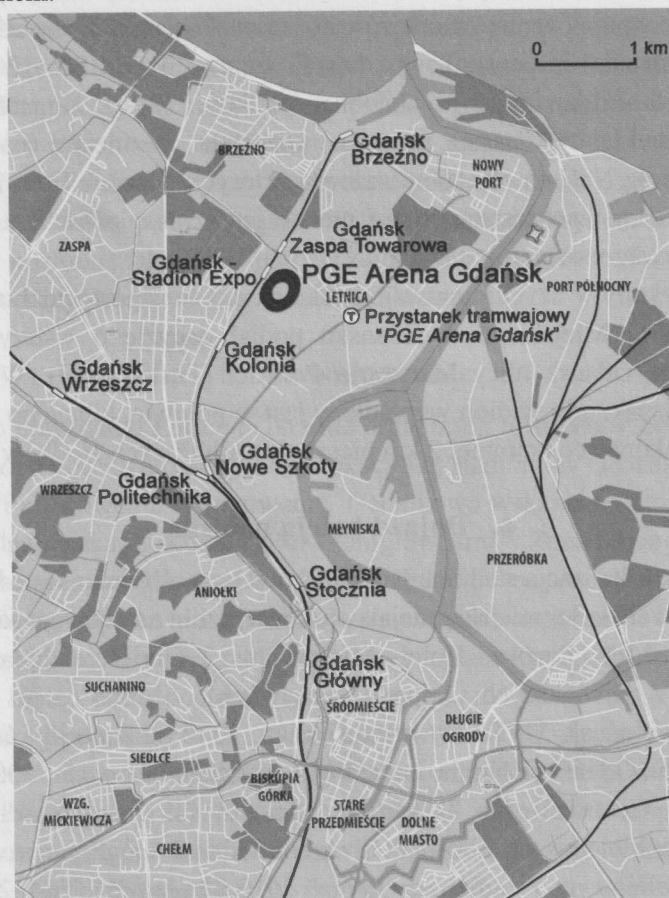 0 1 km
Gdańsk
Brzeźno
BRZEŹNO
NOWY
PORT
ZASPA
Gdańsk
Zaspa Towarowa
Gdańsk -
Stadion Expo
PGE Arena Gdańsk
LETNICA
PORT PÓŁNOCNY
T
Przystanek tramwajowy
"PGE Arena Gdańsk"
Gdańsk
Kolonia
Gdańsk
Wrzeszcz
Gdańsk
Nowe Szkoty
Gdańsk
Politechnika
WRZESZCZ
MŁYNISKA
PRZERÓBKA
Gdańsk
Stocznia
ANIOŁKI
Gdańsk
Główny
SUCHANINO
ŚRÓDMIEŚCIE
DŁUGIE
OGRODY
SIEDLCE
BISKUPIA
GÓRKA
WZG.
MICKIEWICZA
STARE
PRZEDMIEŚCIE
DOLNE
MIASTO
CHEŁM